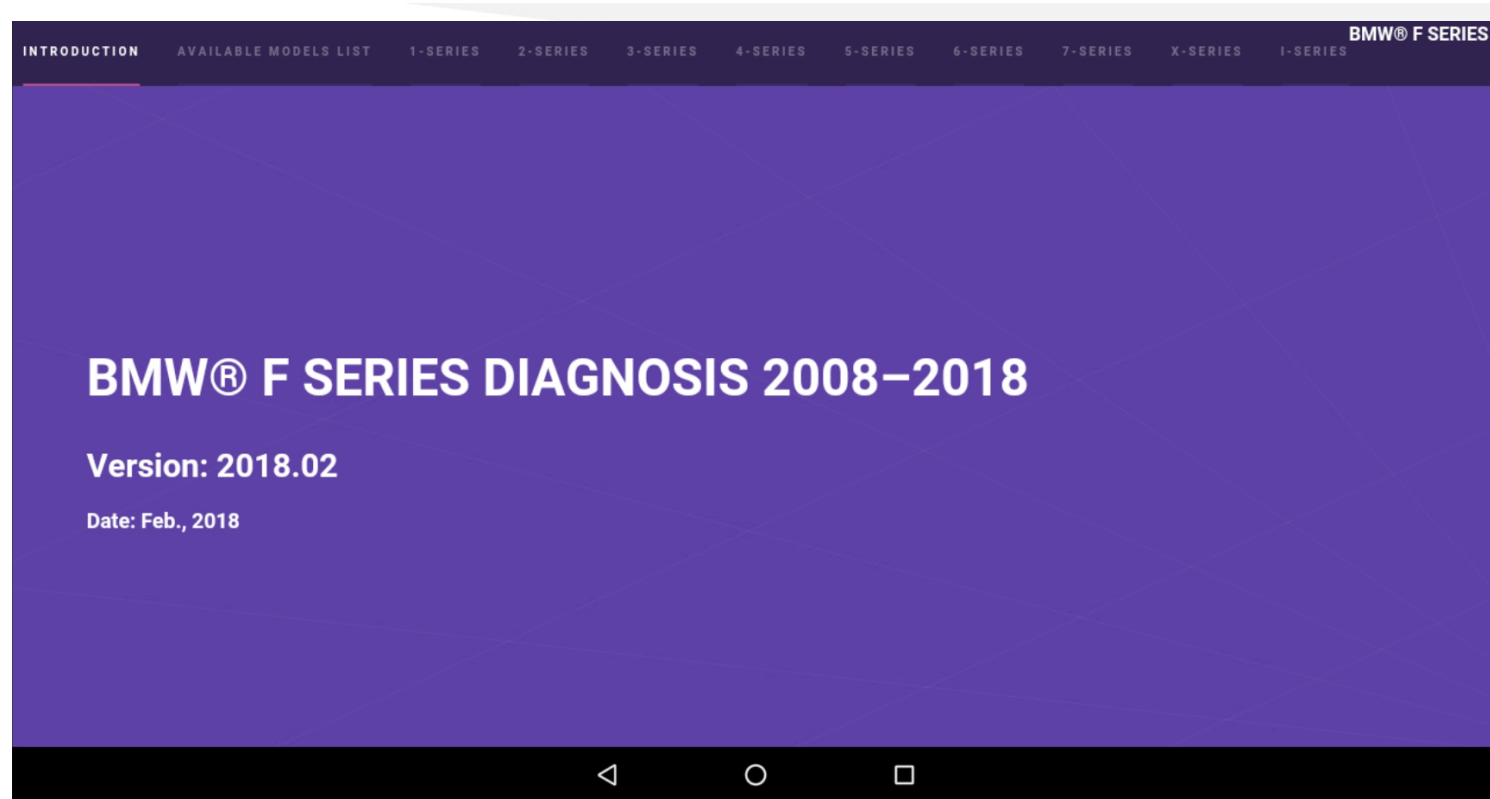 INTRODUCTION AVAILABLE MODELS LIST 1-SERIES 2-SERIES 3-SERIES 4-SERIES 5-SERIES 6-SERIES 7-SERIES X-SERIES I-SERIES
BMW® F SERIES
BMW® F SERIES DIAGNOSIS 2008–2018
Version: 2018.02
Date: Feb., 2018